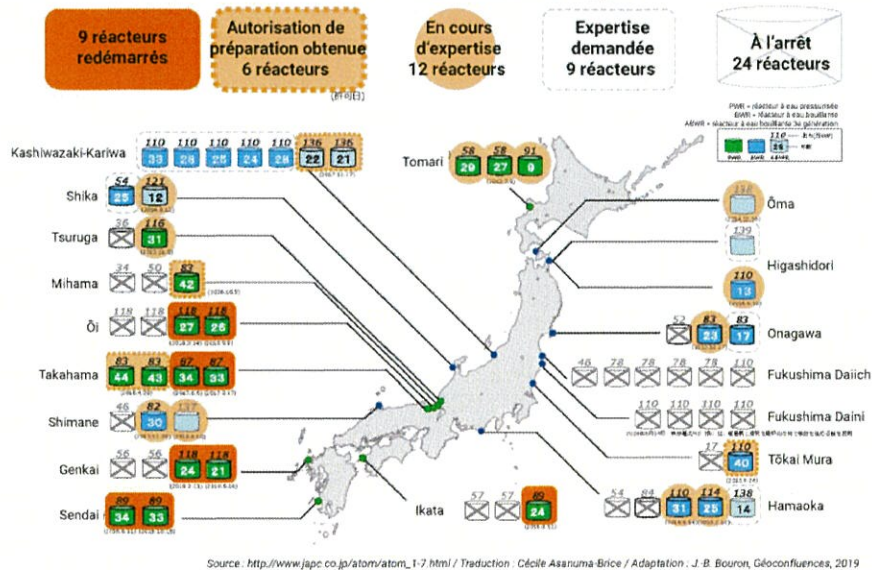 9 réacteurs
redémarrés
Autorisation de
préparation obtenue
6 réacteurs
En cours
d'expertise
12 réacteurs
Expertise
demandée
9 réacteurs
À l'arrêt
24 réacteurs
PWR = réacteur à eau pressurisée
BWR = réacteur à eau bouillante
110
PWR BWR ABWR
Kashiwazaki-Kariwa
110 110 110 110 110 136 136
33 28 25 24 28 22 21
Tomari
58 58 91
29 27 9
Shika
54 121
25 12
Tsuruga
36 116
31
Mihama
34 50 83
42
Ōi
118 118 118 118
27 26
Takahama
83 83 87 87
44 43 34 33
Shimane
46 82 137
30
Genkai
56 56 118 118
24 21
Sendai
89 89
34 33
Ikata
57 57 89
24
Ōma
138
Higashidori
139
110
13
Onagawa
52 83 83
23 17
Fukushima Daiich
46 78 78 78 78 110
Fukushima Daini
110 110 110 110
Tōkai Mura
17 110
40
Hamaoka
54 84 110 114 138
31 25 14
Source : http://www.japc.co.jp/atom/atom_1-7.html / Traduction : Cécile Asanuma-Brice / Adaptation : J.-B. Bouron, Géoconfluences, 2019